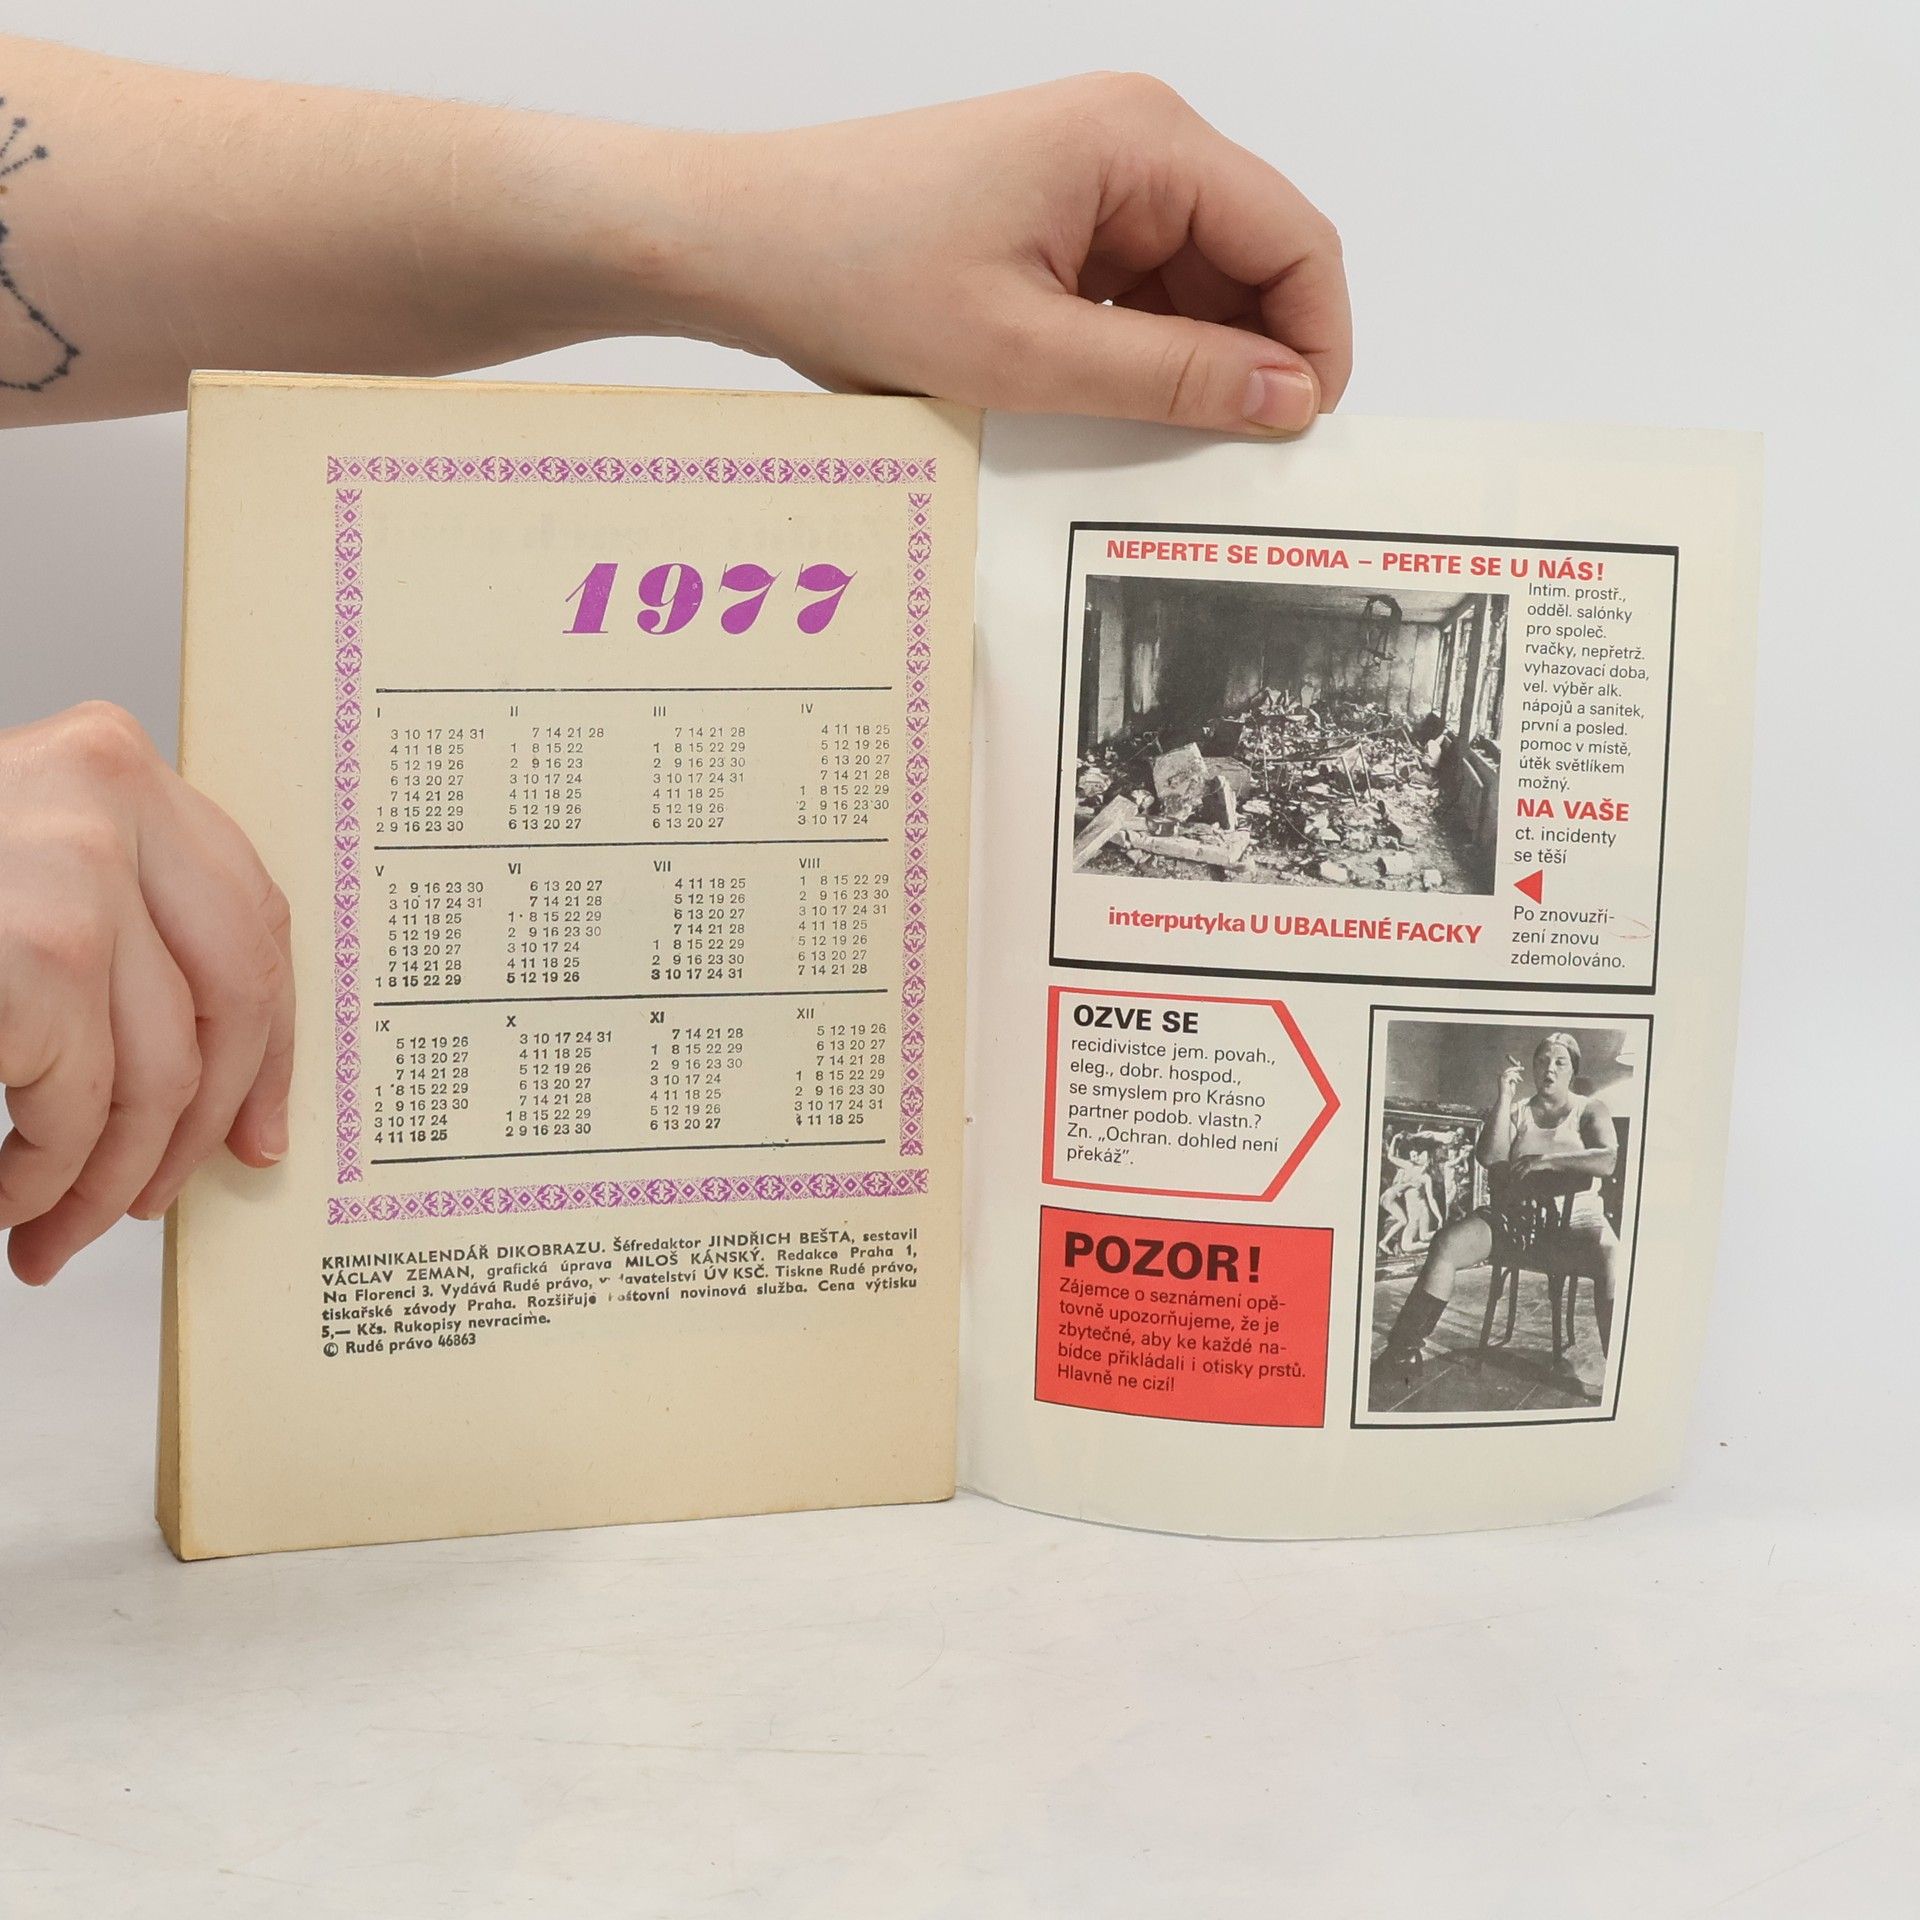 1977
I II III IV
3 10 17 24 31 7 14 21 28 7 14 21 28 4 11 18 25
4 11 18 25 1 8 15 22 1 8 15 22 29 5 12 19 26
5 12 19 26 2 9 16 23 2 9 16 23 30 6 13 20 27
6 13 20 27 3 10 17 24 3 10 17 24 31 7 14 21 28
7 14 21 28 4 11 18 25 4 11 18 25 1 8 15 22 29
1 8 15 22 29 5 12 19 26 5 12 19 26 2 9 16 23 30
2 9 16 23 30 6 13 20 27 6 13 20 27 3 10 17 24
V VI VII VIII
2 9 16 23 30 6 13 20 27 4 11 18 25 1 8 15 22 29
3 10 17 24 31 7 14 21 28 5 12 19 26 2 9 16 23 30
4 11 18 25 1 8 15 22 29 6 13 20 27 3 10 17 24 31
5 12 19 26 2 9 16 23 30 7 14 21 28 4 11 18 25
6 13 20 27 3 10 17 24 1 8 15 22 29 5 12 19 26
7 14 21 28 4 11 18 25 2 9 16 23 30 6 13 20 27
1 8 15 22 29 5 12 19 26 3 10 17 24 31 7 14 21 28
IX X XI XII
5 12 19 26 3 10 17 24 31 7 14 21 28 5 12 19 26
6 13 20 27 4 11 18 25 1 8 15 22 29 6 13 20 27
7 14 21 28 5 12 19 26 2 9 16 23 30 7 14 21 28
1 8 15 22 29 6 13 20 27 3 10 17 24 1 8 15 22 29
2 9 16 23 30 7 14 21 28 4 11 18 25 2 9 16 23 30
3 10 17 24 1 8 15 22 29 5 12 19 26 3 10 17 24 31
4 11 18 25 2 9 16 23 30 6 13 20 27 4 11 18 25
KRIMINIKALENDÁŘ DIKOBRAZU. Šéfredaktor JINDŘICH BEŠTA, sestavil
VÁCLAV ZEMAN, grafická úprava MILOŠ KÁNSKÝ. Redakce Praha 1,
Na Florenci 3. Vydává Rudé právo, vydavatelství ÚV KSČ. Tiskne Rudé právo,
tiskařské závody Praha. Rozšiřuje Poštovní novinová služba. Cena výtisku
5,— Kčs. Rukopisy nevracíme.
© Rudé právo 46863
NEPERTE SE DOMA – PERTE SE U NÁS!
Intim. prostř.,
odděl. salónky
pro společ.
rvačky, nepřetrž.
vyhazovací doba,
vel. výběr alk.
nápojů a sanitek,
první a posled.
pomoc v místě,
útěk světlíkem
možný.
NA VAŠE
ct. incidenty
se těší
interputyka U UBALENÉ FACKY
Po znovuzří-
zení znovu
zdemolováno.
OZVE SE
recidivistce jem. povah.,
eleg., dobr. hospod.,
se smyslem pro Krásno
partner podob. vlastn.?
Zn. „Ochran. dohled není
překáž”.
POZOR!
Zájemce o seznámení opě-
tovně upozorňujeme, že je
zbytečné, aby ke každé na-
bídce přikládali i otisky prstů.
Hlavně ne cizí!